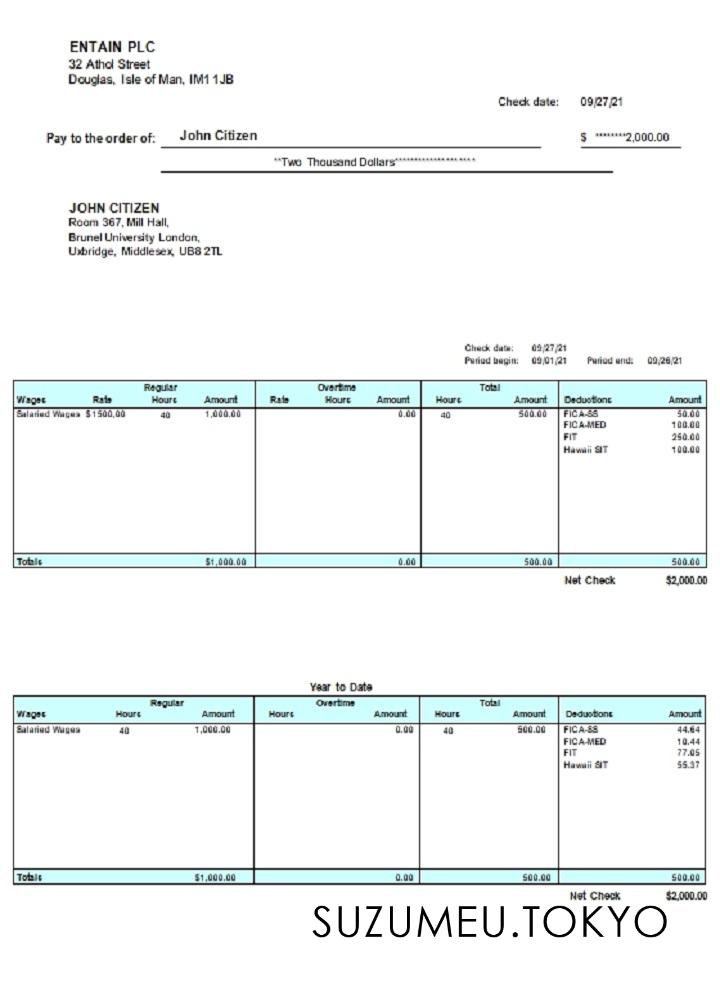 ENTAIN PLC
32 Athol Street
Douglas, Isle of Man, IM1 1JB
Check date: 09/27/21
Pay to the order of: John Citizen $ ********2,000.00
**Two Thousand Dollars********************
JOHN CITIZEN
Room 367, Mill Hall,
Brunel University London,
Uxbridge, Middlesex, UB8 2TL
Check date: 09/27/21
Period begin: 09/01/21 Period end: 09/26/21
Regular Overtime Total
Wages Rate Hours Amount Rate Hours Amount Hours Amount Deductions Amount
Salaried Wages $1500.00 40 1,000.00 0.00 40 500.00 FICA-SS 50.00
FICA-MED 100.00
FIT 250.00
Hawaii SIT 100.00
Totals $1,000.00 0.00 500.00 500.00
Net Check $2,000.00
Year to Date
Regular Overtime Total
Wages Hours Amount Hours Amount Hours Amount Deductions Amount
Salaried Wages 40 1,000.00 0.00 40 500.00 FICA-SS 44.64
FICA-MED 10.44
FIT 77.05
Hawaii SIT 55.37
Totals $1,000.00 0.00 500.00 500.00
Net Check $2,000.00
SUZUMEU.TOKYO